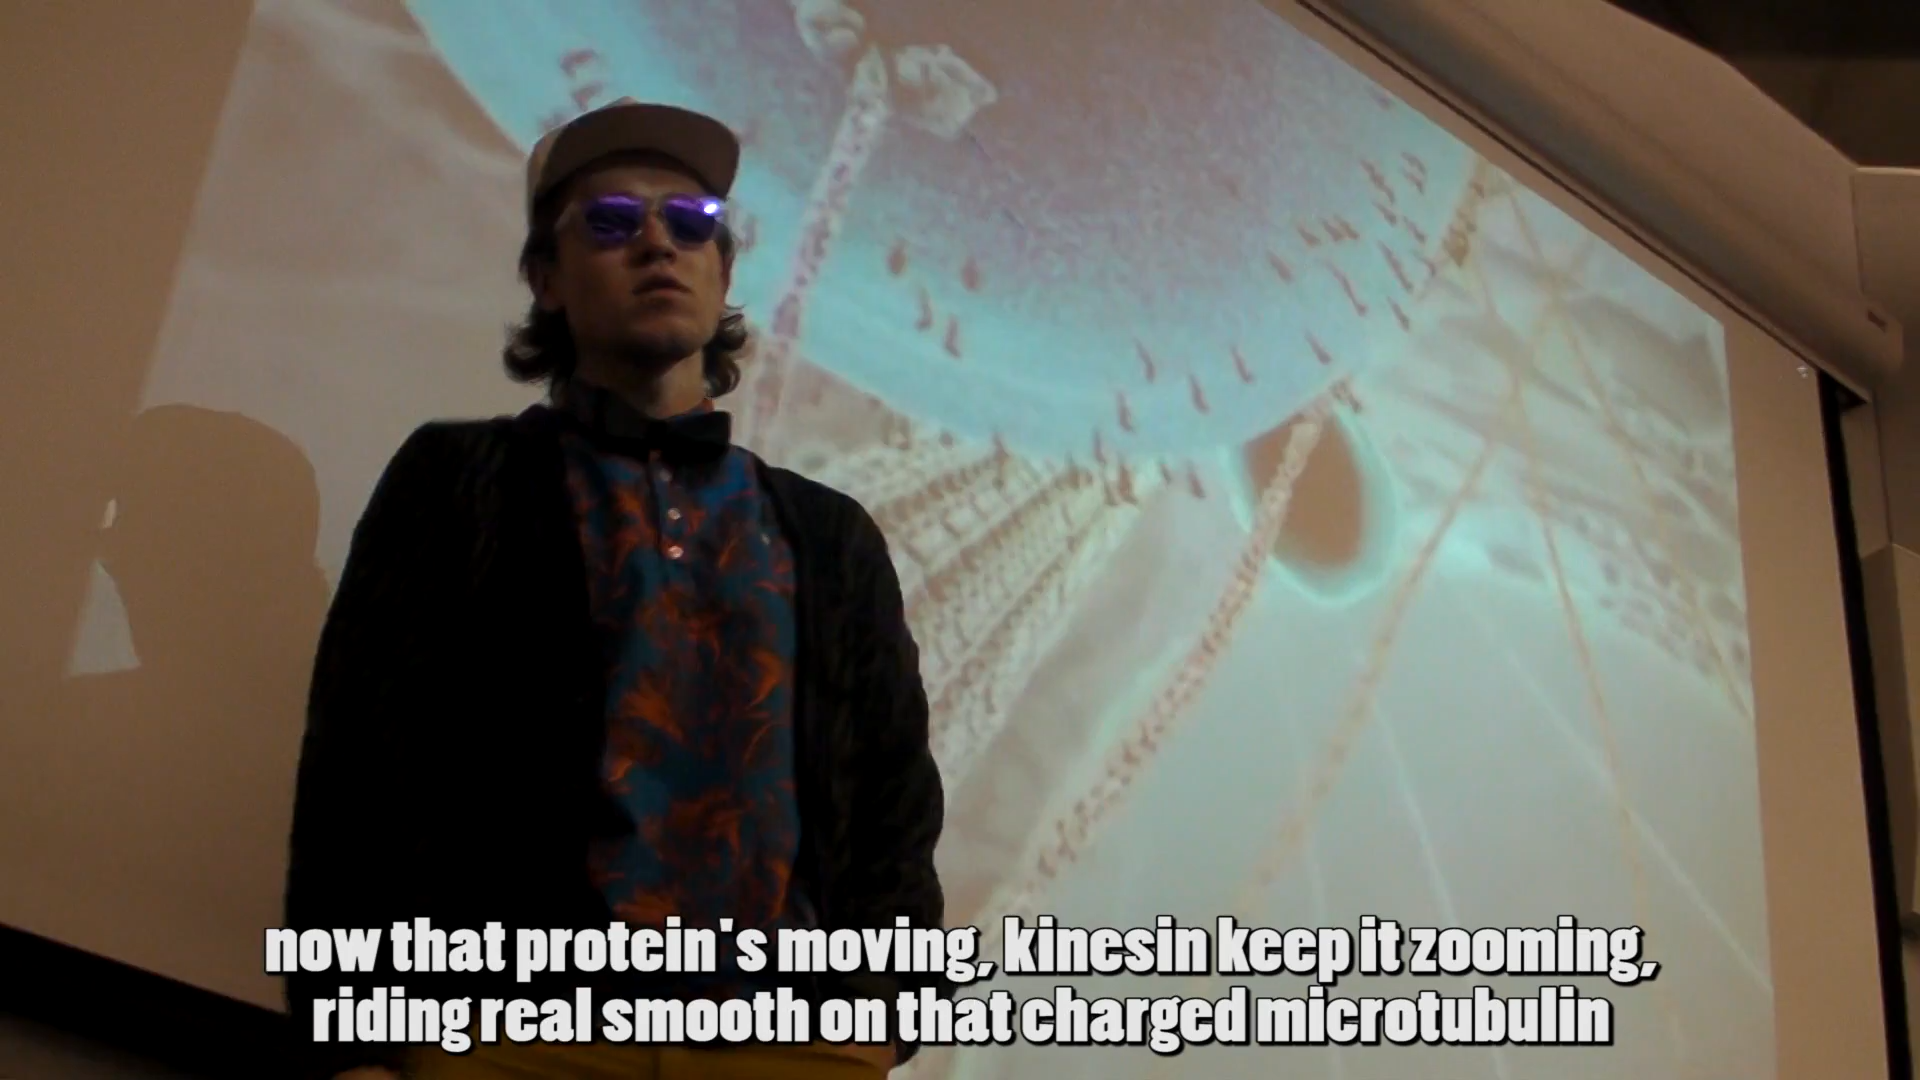 now that protein's moving, kinesin keep it zooming,
riding real smooth on that charged microtubulin